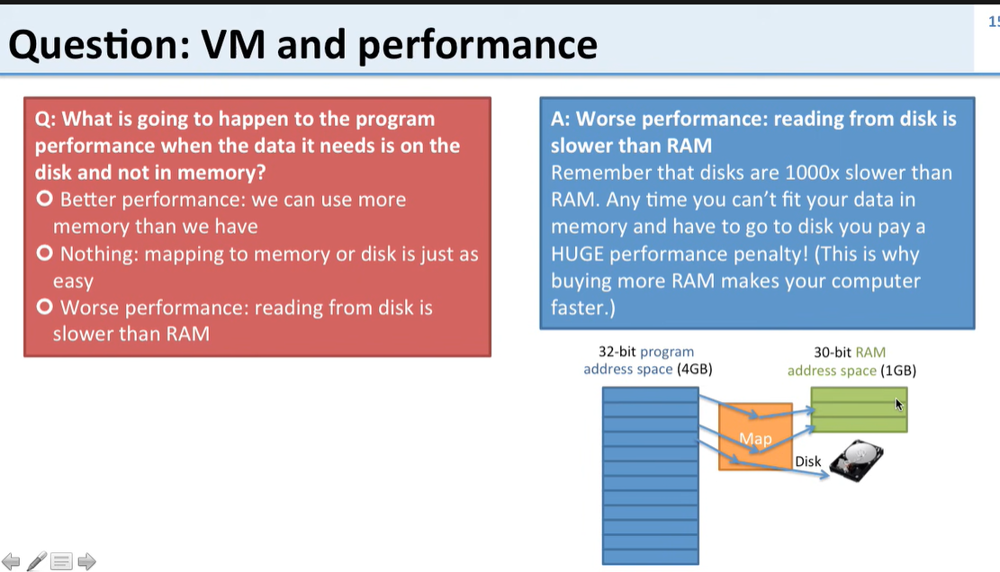 Question: VM and performance
15
Q: What is going to happen to the program
performance when the data it needs is on the
disk and not in memory?
Better performance: we can use more
memory than we have
Nothing: mapping to memory or disk is just as
easy
Worse performance: reading from disk is
slower than RAM
A: Worse performance: reading from disk is
slower than RAM
Remember that disks are 1000x slower than
RAM. Any time you can’t fit your data in
memory and have to go to disk you pay a
HUGE performance penalty! (This is why
buying more RAM makes your computer
faster.)
32-bit program
address space (4GB)
30-bit RAM
address space (1GB)
Map
Disk